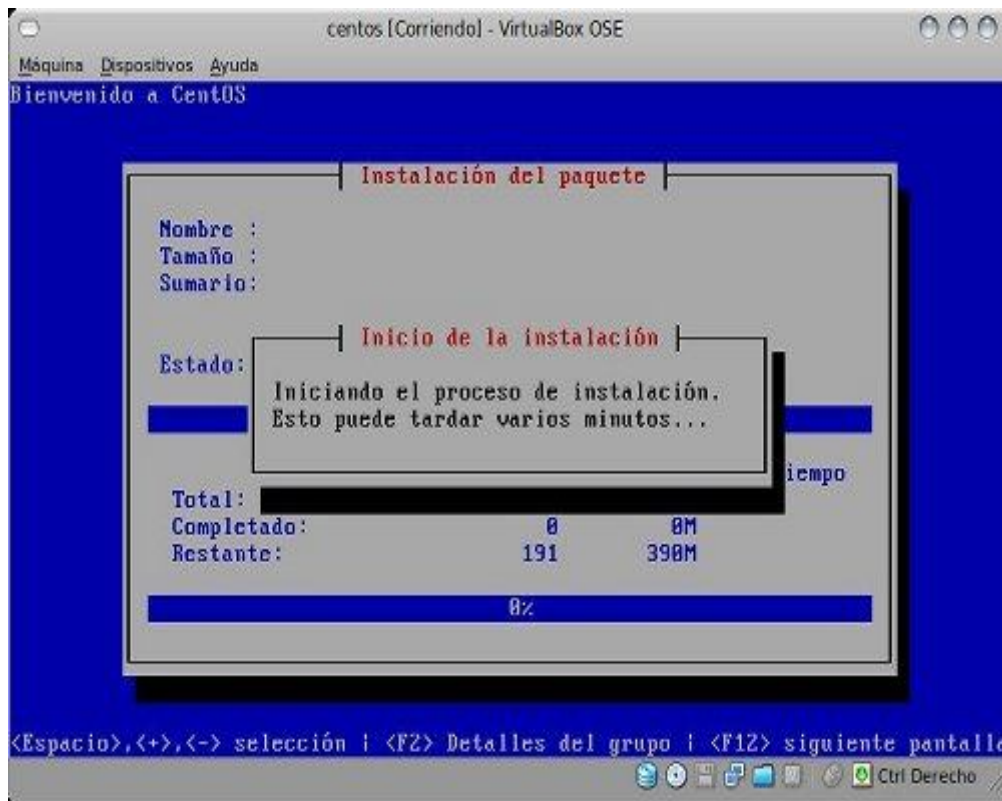 centos [Corriendo] - VirtualBox OSE
Máquina Dispositivos Ayuda
Bienvenido a CentOS
Instalación del paquete
Nombre :
Tamaño :
Sumario:
Estado:
Inicio de la instalación
Iniciando el proceso de instalación.
Esto puede tardar varios minutos...
iempo
Total:
Completado: 0 0M
Restante: 191 390M
0%
<Espacio>,<+>,<-> selección | <F2> Detalles del grupo | <F12> siguiente pantalla
Ctrl Derecho